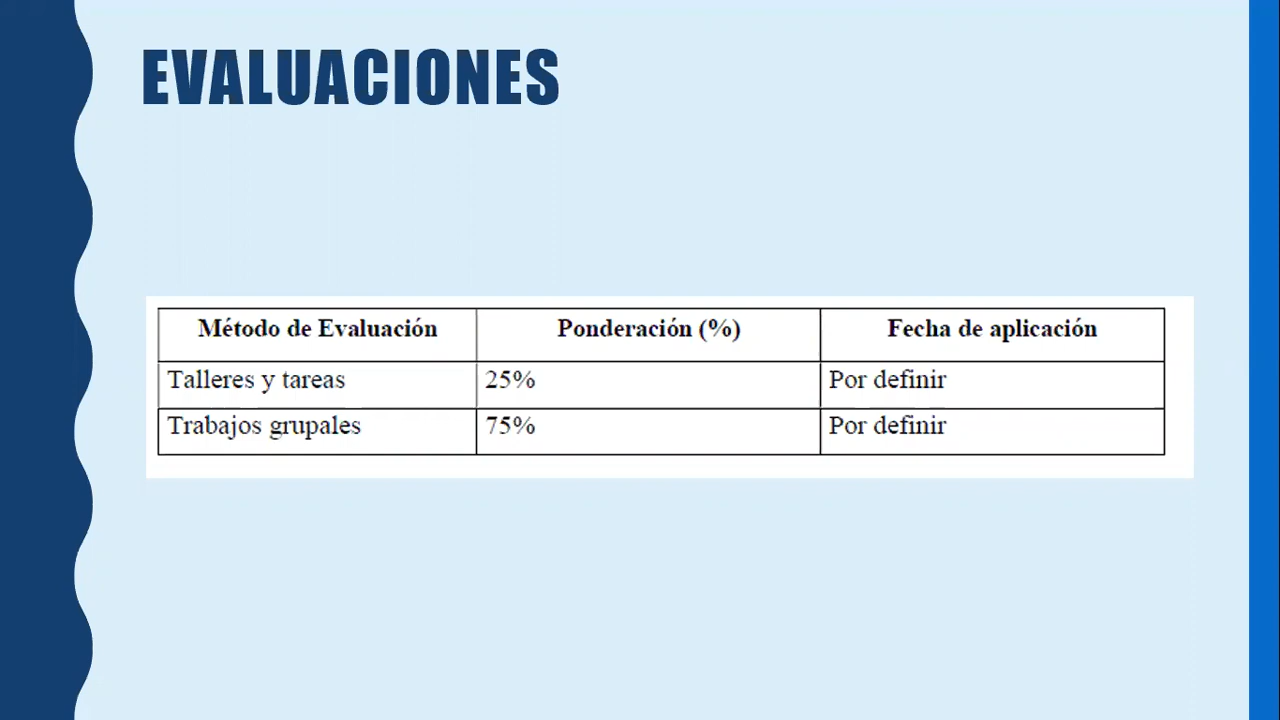 EVALUACIONES
Método de Evaluación Ponderación (%) Fecha de aplicación
Talleres y tareas 25% Por definir
Trabajos grupales 75% Por definir